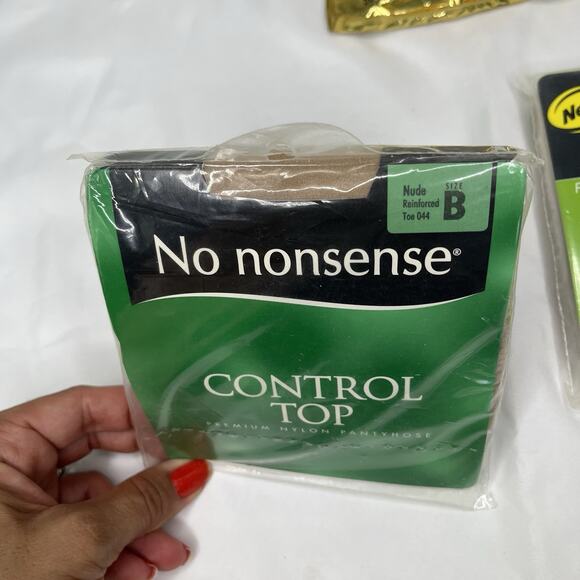 Nude
Reinforced
Toe 044
SIZE
B
No nonsense®
CONTROL
TOP
PREMIUM NYLON PANTYHOSE